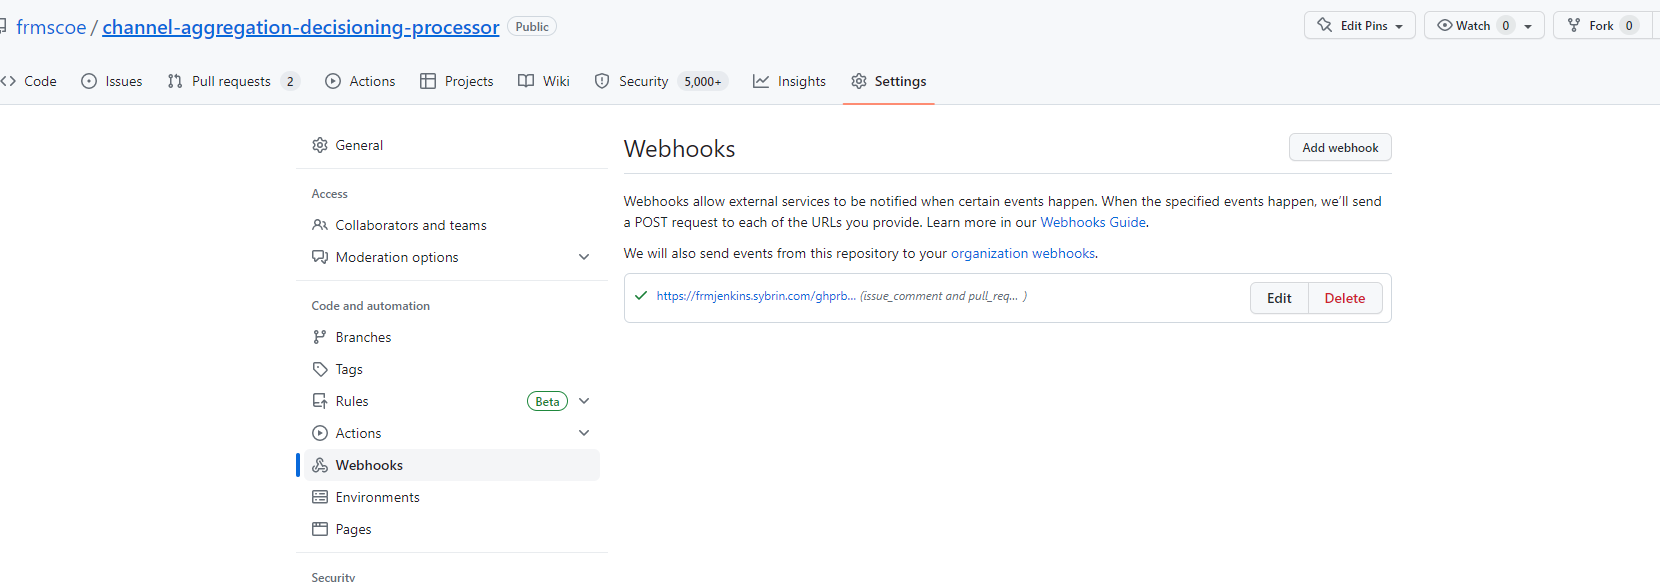 frmscoe / channel-aggregation-decisioning-processor Public Edit Pins Watch 0 Fork 0
Code Issues Pull requests 2 Actions Projects Wiki Security 5,000+ Insights Settings
General
Access
Collaborators and teams
Moderation options
Code and automation
Branches
Tags
Rules Beta
Actions
Webhooks
Environments
Pages
Security
Webhooks Add webhook
Webhooks allow external services to be notified when certain events happen. When the specified events happen, we'll send
a POST request to each of the URLs you provide. Learn more in our Webhooks Guide.
We will also send events from this repository to your organization webhooks.
https://frmjenkins.sybrin.com/ghprb... (issue_comment and pull_req... ) Edit Delete